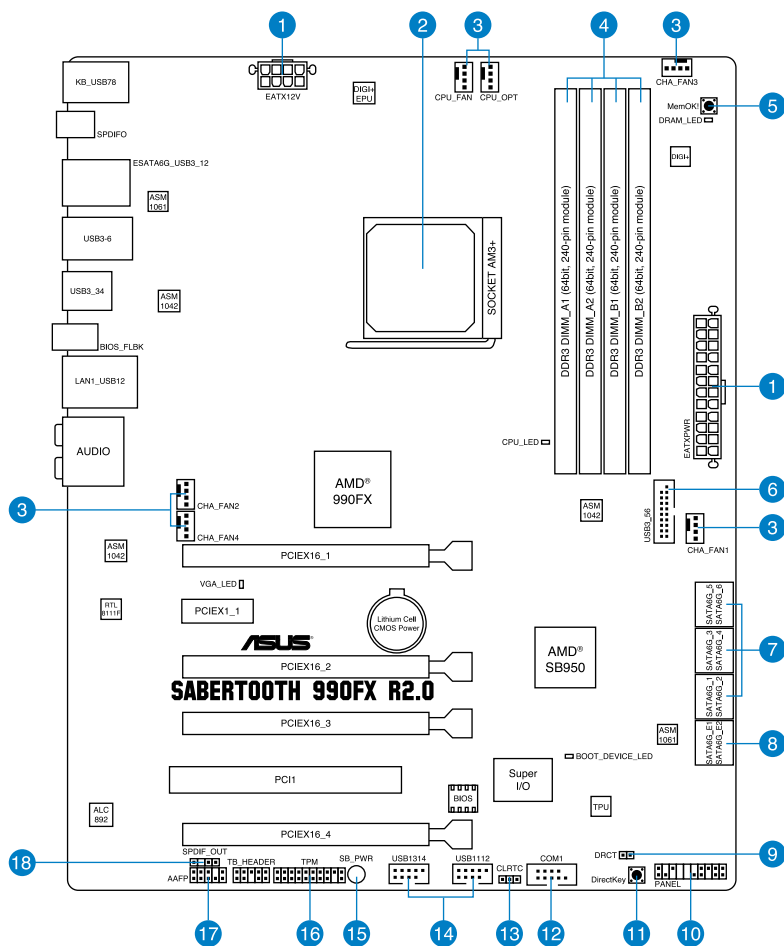 1
2
3
4
3
KB_USB78
EATX12V
DIGI+
EPU
CPU_FAN
CPU_OPT
CHA_FAN3
MemOK!
5
DRAM_LED
SPDIFO
DIGI+
ESATA6G_USB3_12
ASM
1061
USB3-6
SOCKET AM3+
DDR3 DIMM_A1 (64bit, 240-pin module)
DDR3 DIMM_A2 (64bit, 240-pin module)
DDR3 DIMM_B1 (64bit, 240-pin module)
DDR3 DIMM_B2 (64bit, 240-pin module)
USB3_34
ASM
1042
BIOS_FLBK
LAN1_USB12
1
EATXPWR
AUDIO
CPU_LED
AMD®
990FX
3
CHA_FAN2
CHA_FAN4
ASM
1042
USB3_56
6
3
CHA_FAN1
ASM
1042
PCIEX16_1
VGA_LED
RTL
8111F
PCIEX1_1
Lithium Cell
CMOS Power
SATA6G_5
SATA6G_6
ASUS
AMD®
SB950
SATA6G_3
SATA6G_4
7
PCIEX16_2
SABERTOOTH 990FX R2.0
SATA6G_1
SATA6G_2
PCIEX16_3
ASM
1061
SATA6G_E1
SATA6G_E2
8
BOOT_DEVICE_LED
PCI1
Super
I/O
BIOS
TPU
ALC
892
PCIEX16_4
SPDIF_OUT
18
AAFP
TB_HEADER
TPM
SB_PWR
USB1314
USB1112
CLRTC
COM1
DRCT
9
DirectKey
PANEL
17
16
15
14
13
12
11
10